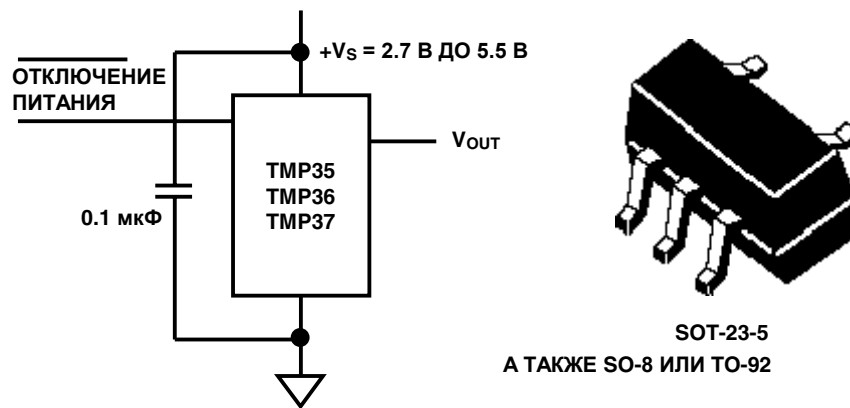 +VS = 2.7 В ДО 5.5 В
ОТКЛЮЧЕНИЕ
ПИТАНИЯ
VOUT
TMP35
TMP36
TMP37
0.1 мкФ
SOT-23-5
А ТАКЖЕ SO-8 ИЛИ TO-92